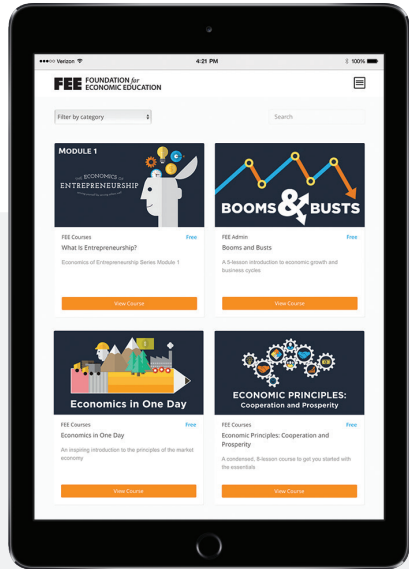 Verizon
4:21 PM
100%
FEE FOUNDATION for
ECONOMIC EDUCATION
Filter by category
Search
MODULE 1
THE ECONOMICS OF
ENTREPRENEURSHIP
FEE Courses
Free
What Is Entrepreneurship?
Economics of Entrepreneurship Series Module 1
View Course
BOOMS & BUSTS
FEE Admin
Free
Booms and Busts
A 5-lesson introduction to economic growth and
business cycles
View Course
Economics in One Day
FEE Courses
Free
Economics in One Day
An inspiring introduction to the principles of the market
economy
View Course
ECONOMIC PRINCIPLES:
Cooperation and Prosperity
FEE Courses
Free
Economic Principles: Cooperation and
Prosperity
A condensed, 8-lesson course to get you started with
the essentials
View Course